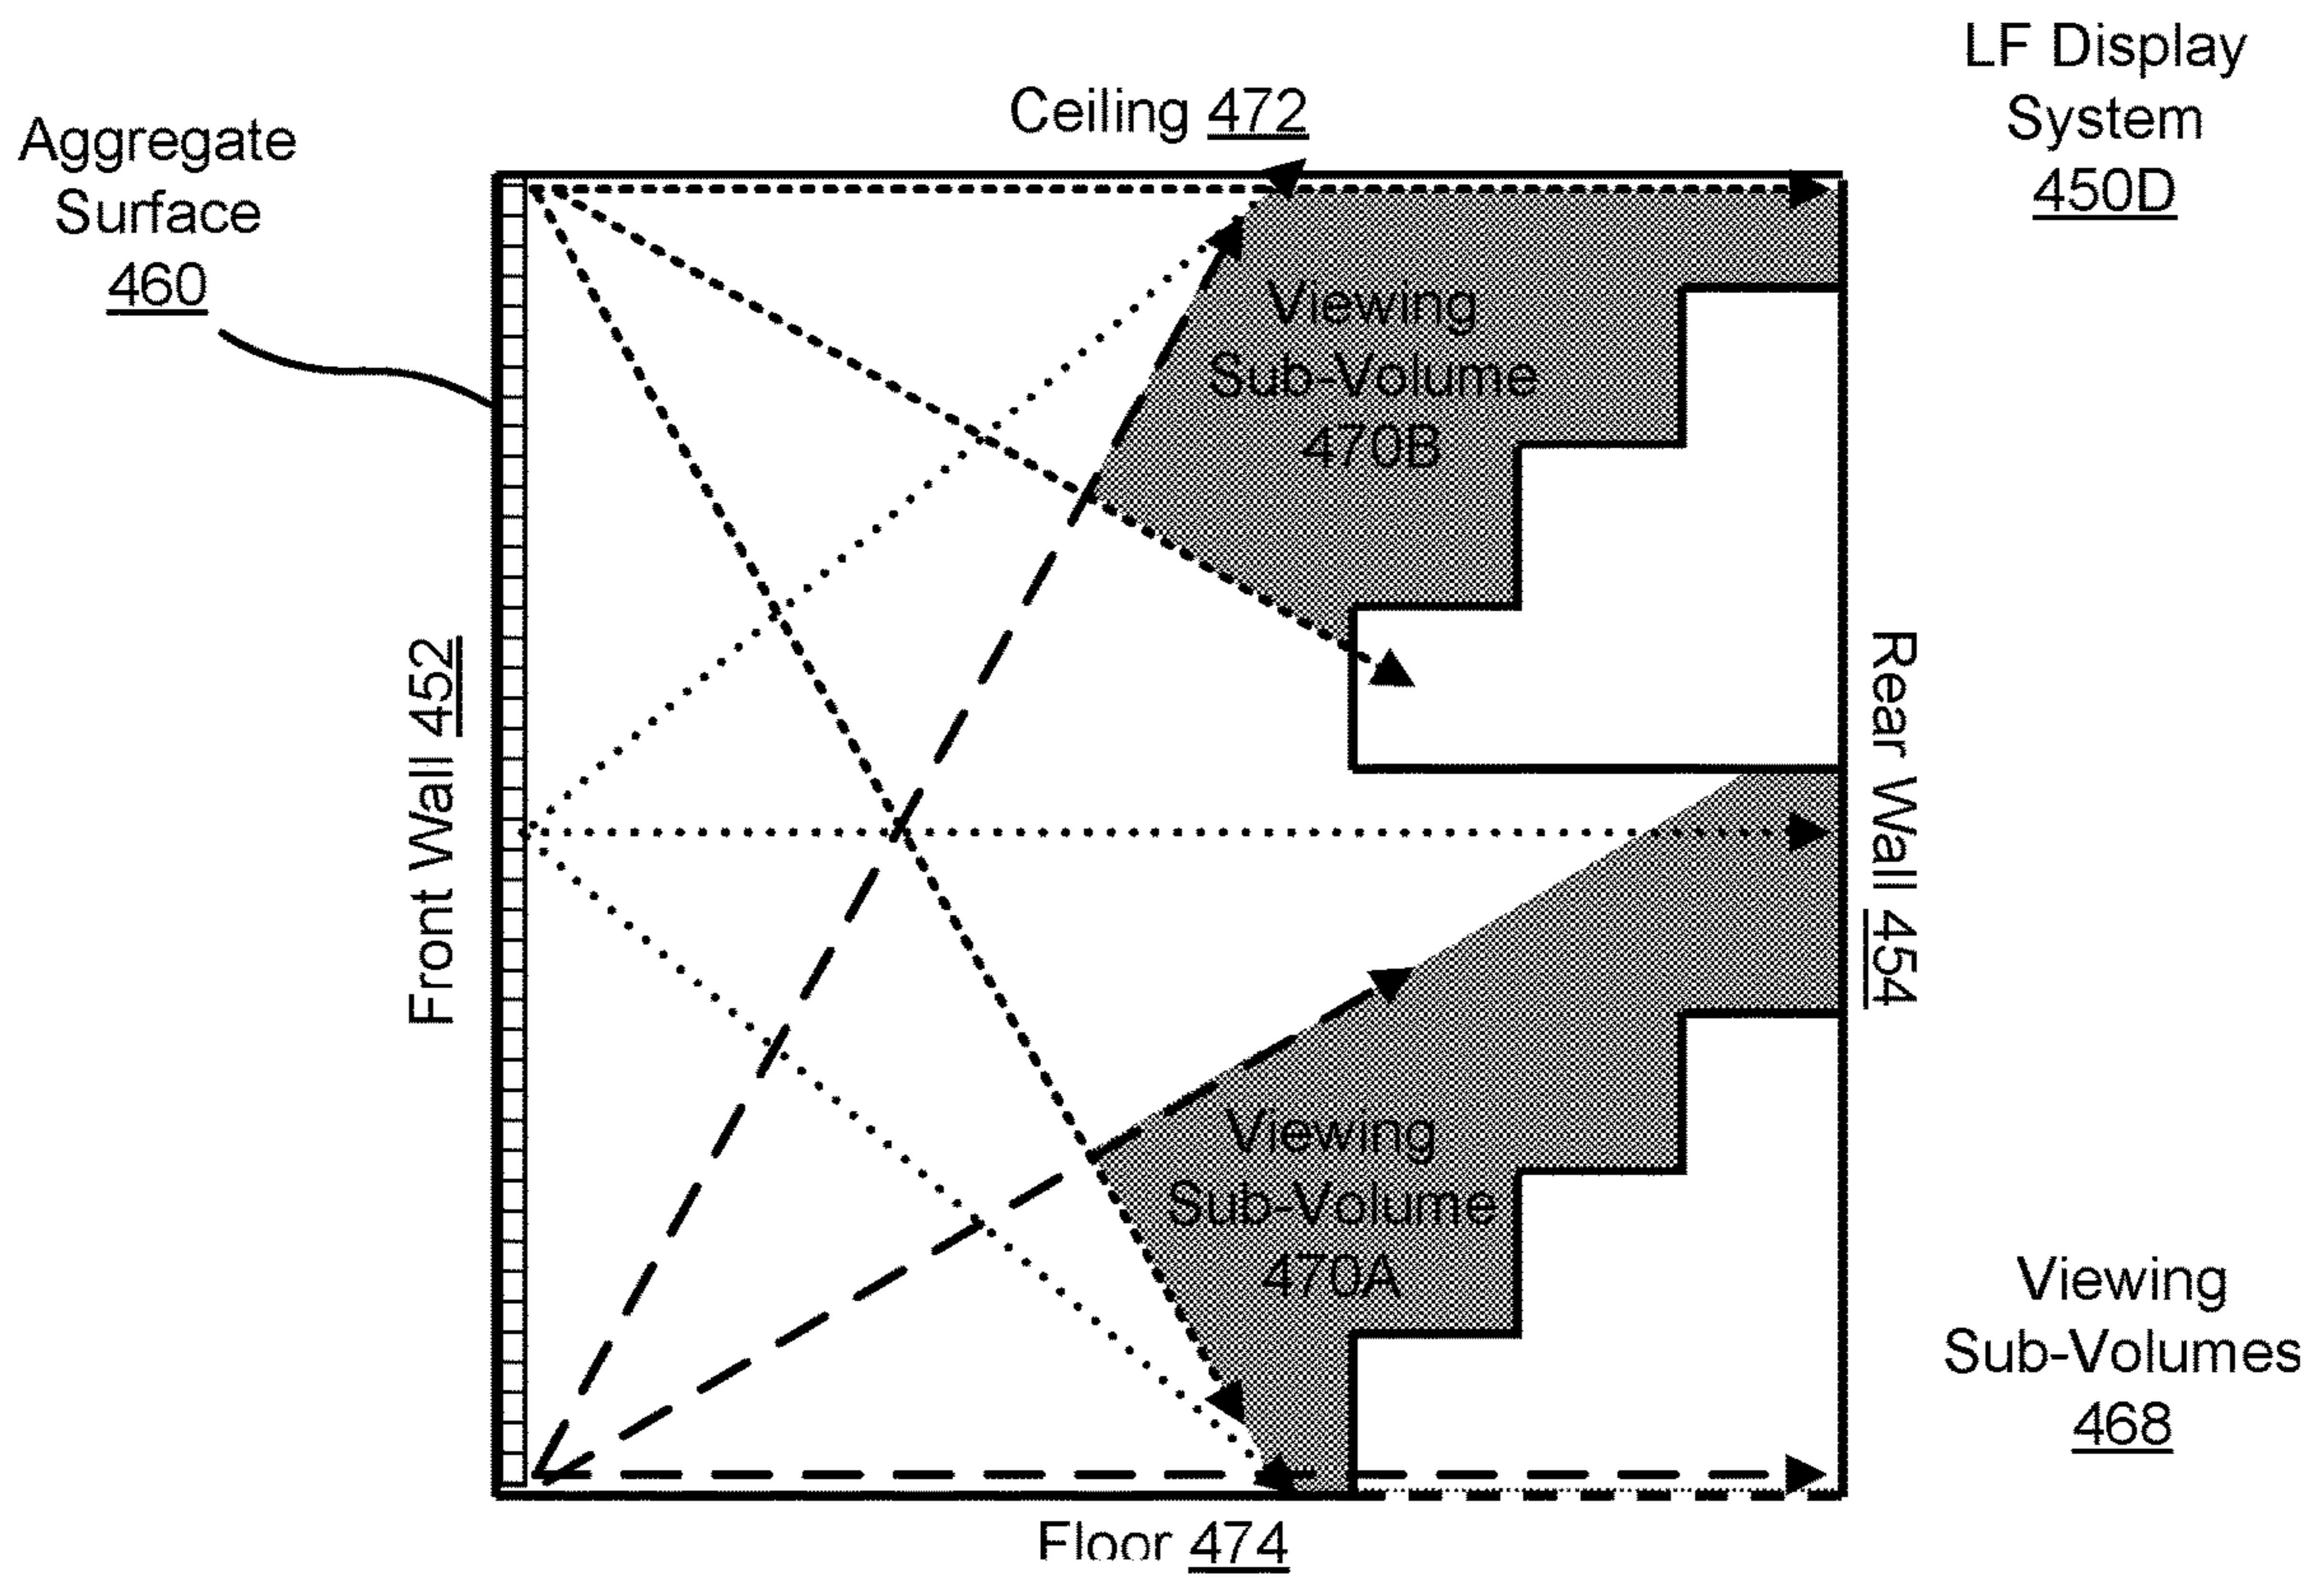 LF Display
System
450D
Ceiling 472
Aggregate
Surface
460
Viewing
Sub-Volume
470B
Front Wall 452
Rear Wall 454
Viewing
Sub-Volume
470A
Viewing
Sub-Volumes
468
Floor 474